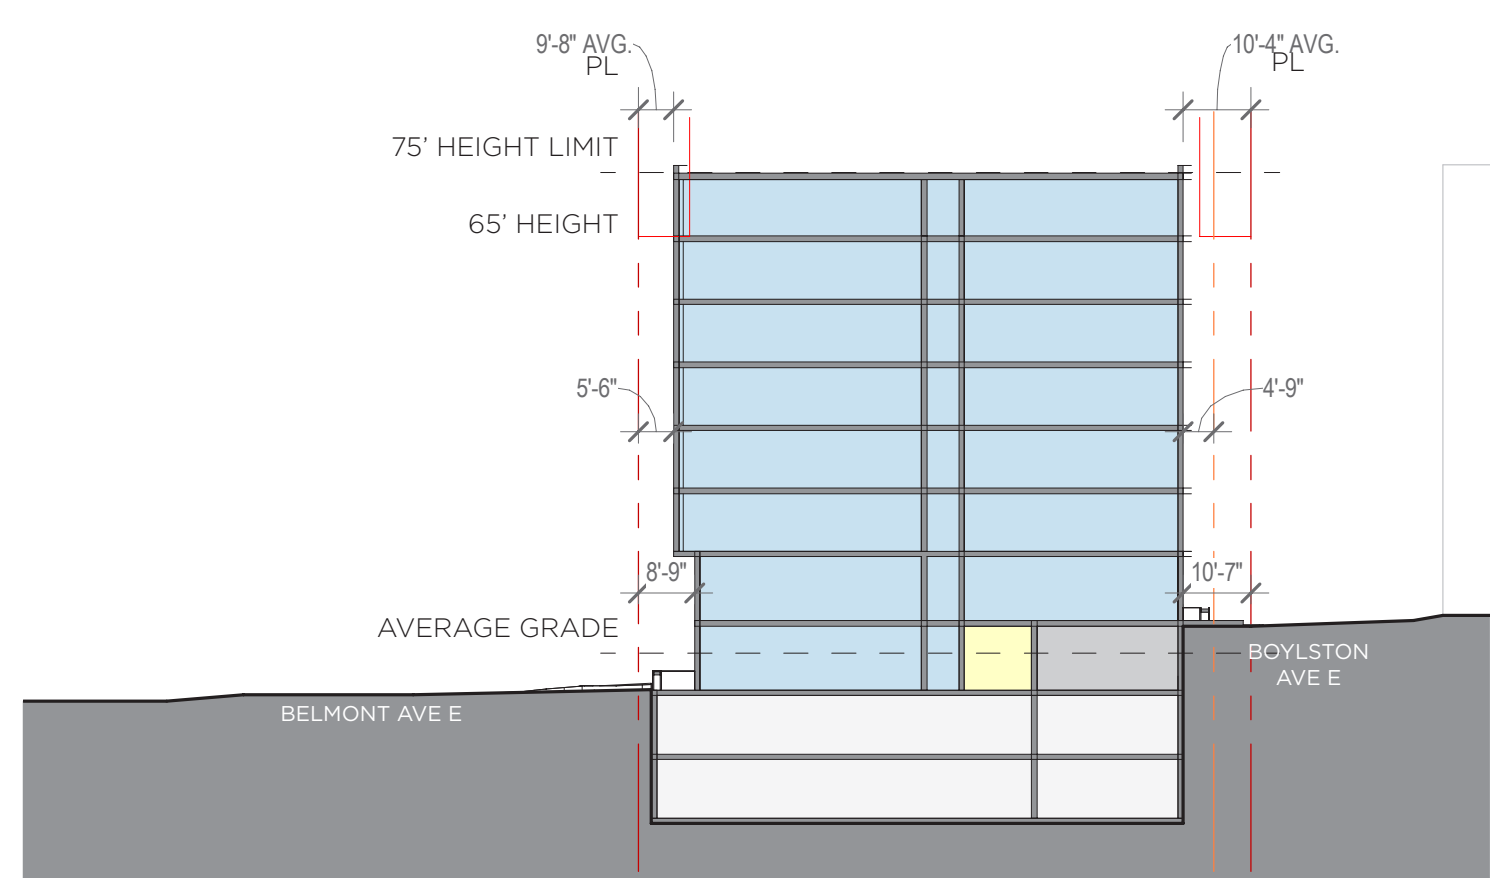 9'-8" AVG.
PL
10'-4" AVG.
PL
75' HEIGHT LIMIT
65' HEIGHT
5'-6"
4'-9"
8'-9"
10'-7"
AVERAGE GRADE
BOYLSTON
AVE E
BELMONT AVE E